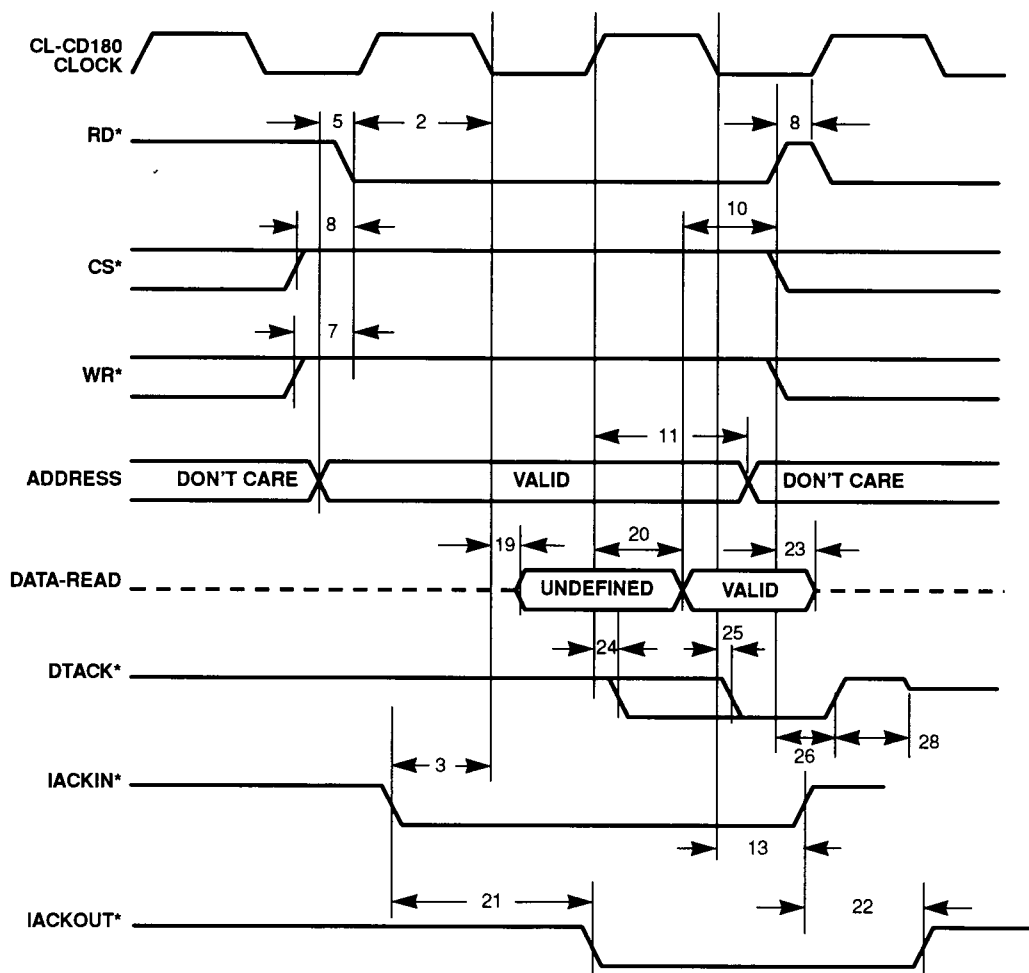 CL-CD180
CLOCK
RD*
5
2
8
8
10
CS*
7
WR*
11
ADDRESS
DON'T CARE
VALID
DON'T CARE
19
20
23
DATA-READ
UNDEFINED
VALID
24
25
DTACK*
26
28
3
IACKIN*
13
21
22
IACKOUT*